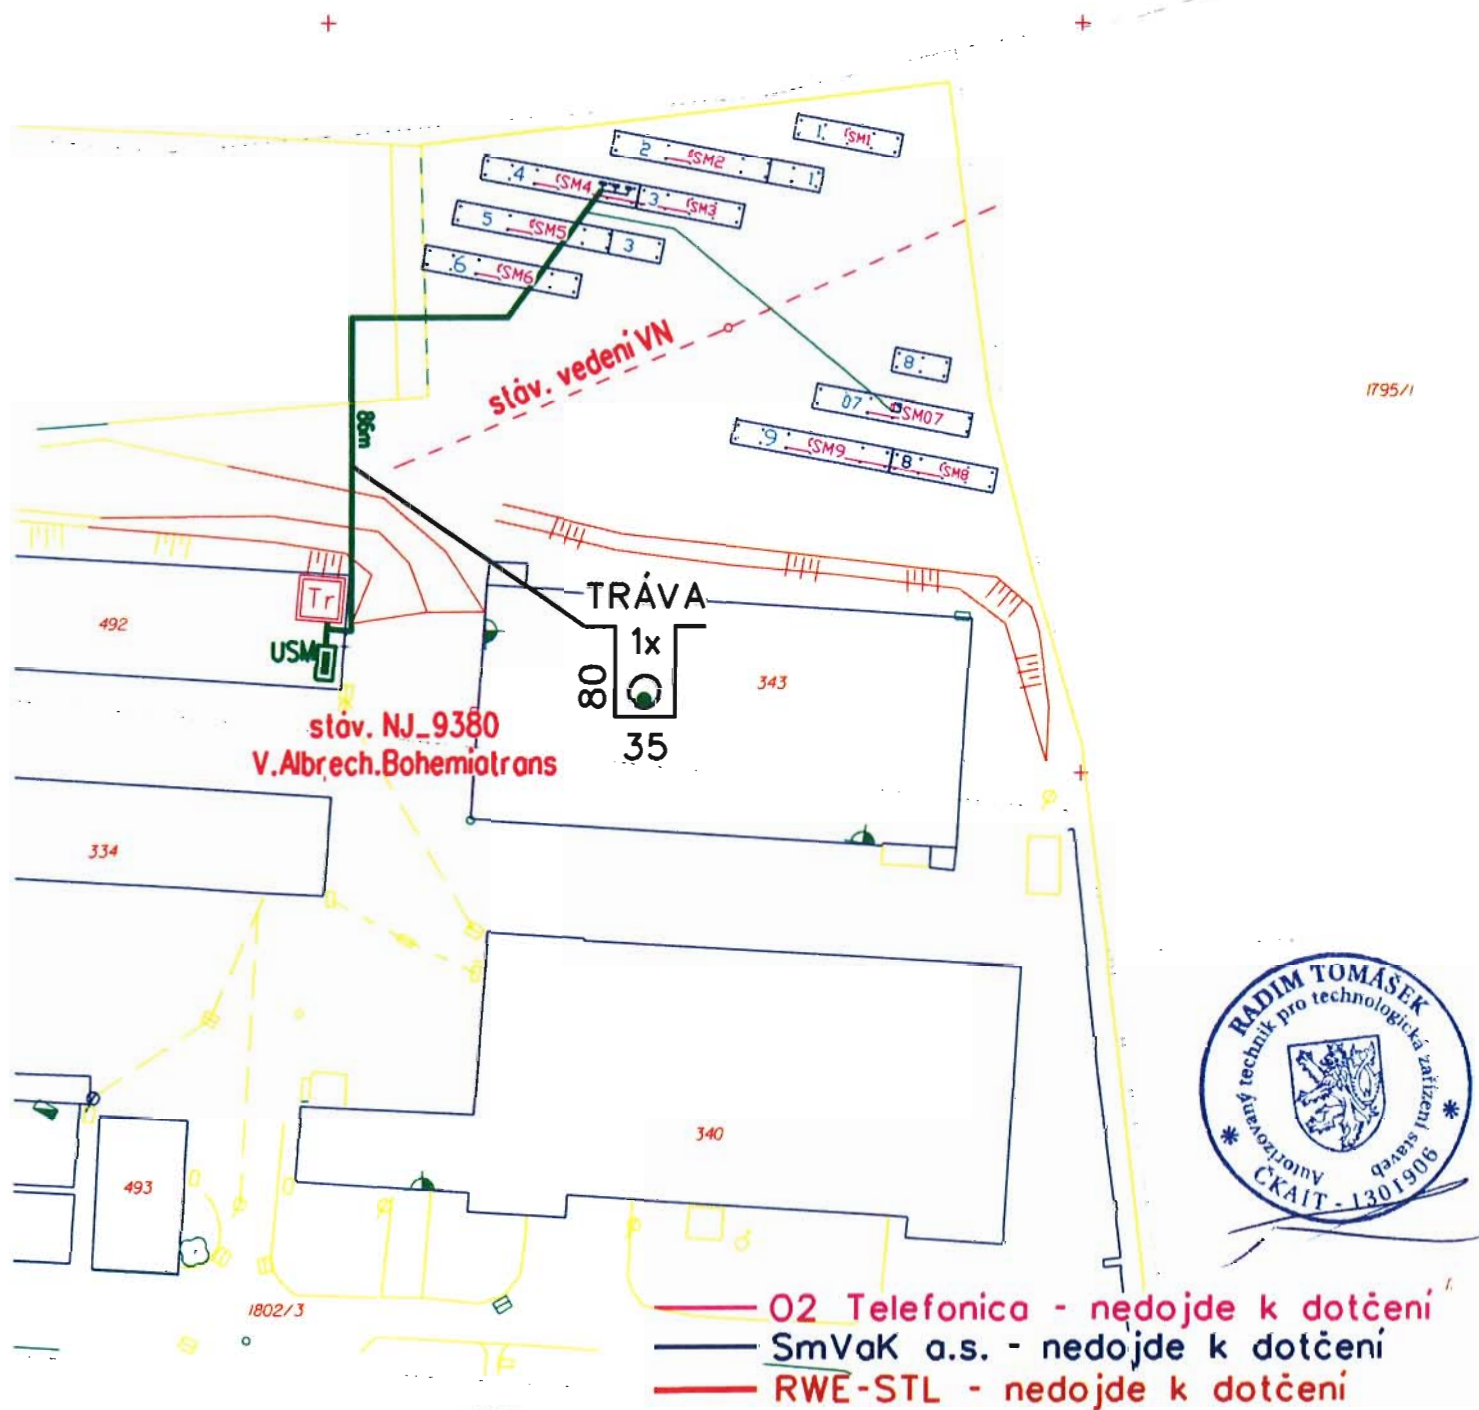 1
SM1
2
SM2
1
4
SM4
3
SM3
5
SM5
3
6
SM6
stáv. vedení VN
8
07
SM07
9
SM9
8
SM8
1795/1
86m
TRÁVA
1x
80
35
Tr
492
USM
343
stáv. NJ_9380
V.Albrech.Bohemiatrans
334
340
493
1802/3
RADIM TOMÁŠEK
Autorizovaný technik pro technologická zařízení staveb
ČKAIT - 1301906
O2 Telefonica - nedojde k dotčení
SmVaK a.s. - nedojde k dotčení
RWE-STL - nedojde k dotčení